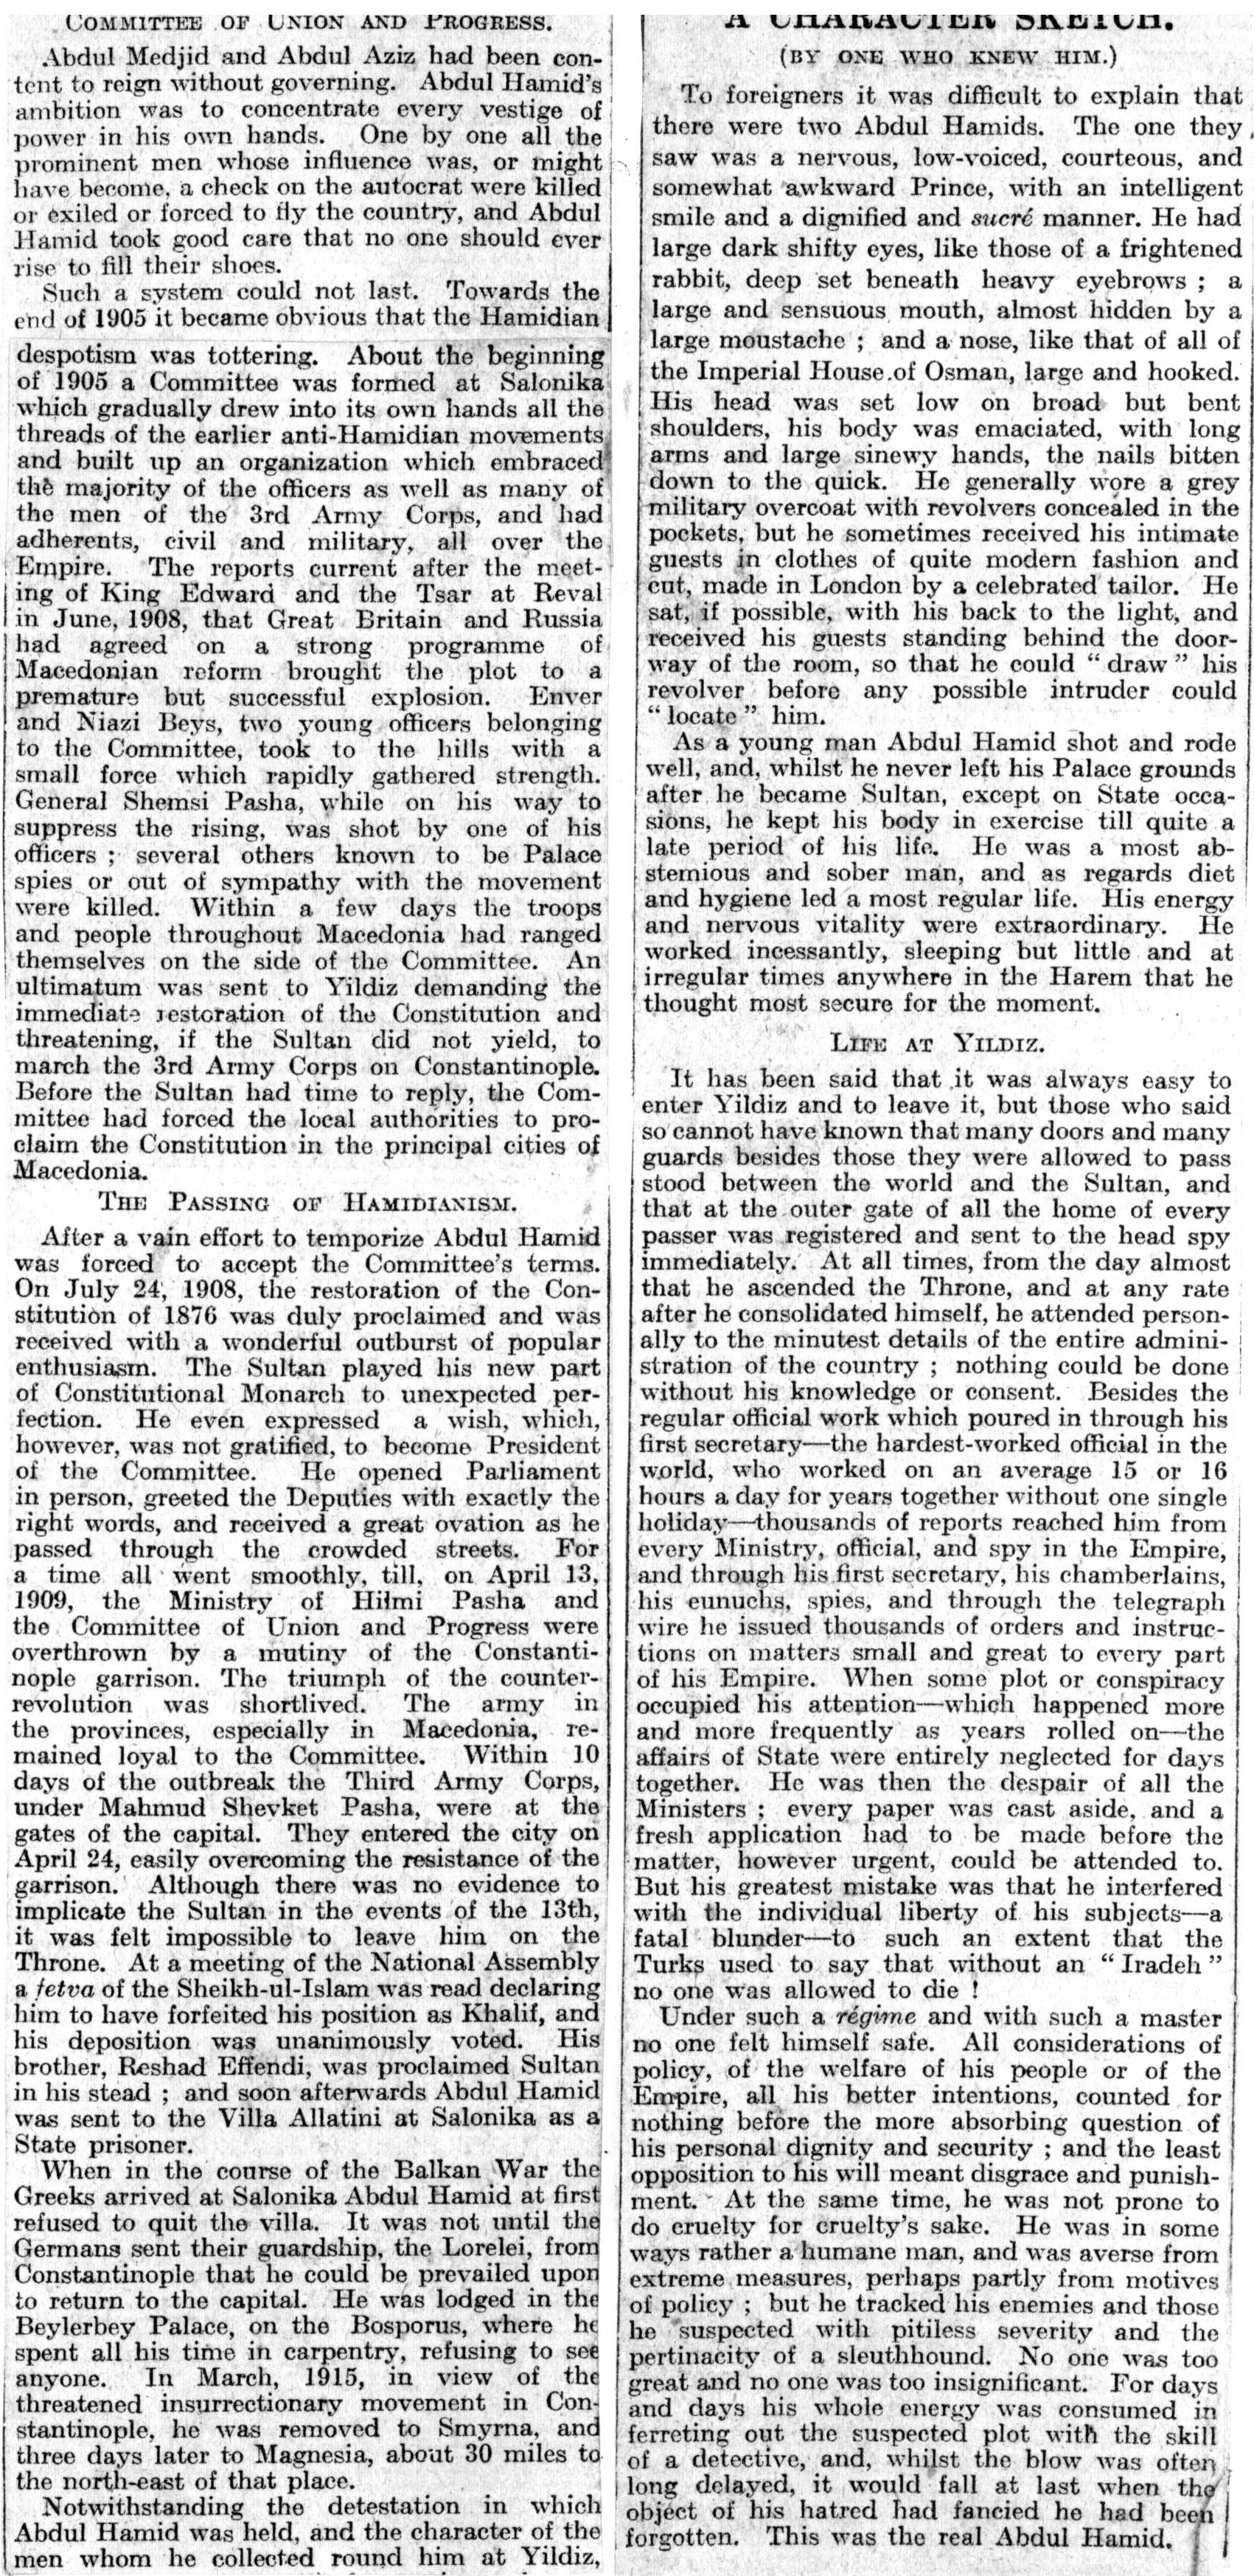 COMMITTEE OF UNION AND PROGRESS.
Abdul Medjid and Abdul Aziz had been con-
tent to reign without governing. Abdul Hamid's
ambition was to concentrate every vestige of
power in his own hands. One by one all the
prominent men whose influence was, or might
have become, a check on the autocrat were killed
or exiled or forced to fly the country, and Abdul
Hamid took good care that no one should ever
rise to fill their shoes.
Such a system could not last. Towards the
end of 1905 it became obvious that the Hamidian
despotism was tottering. About the beginning
of 1905 a Committee was formed at Salonika
which gradually drew into its own hands all the
threads of the earlier anti-Hamidian movements
and built up an organization which embraced
the majority of the officers as well as many of
the men of the 3rd Army Corps, and had
adherents, civil and military, all over the
Empire. The reports current after the meet-
ing of King Edward and the Tsar at Reval
in June, 1908, that Great Britain and Russia
had agreed on a strong programme of
Macedonian reform brought the plot to a
premature but successful explosion. Enver
and Niazi Beys, two young officers belonging
to the Committee, took to the hills with a
small force which rapidly gathered strength.
General Shemsi Pasha, while on his way to
suppress the rising, was shot by one of his
officers ; several others known to be Palace
spies or out of sympathy with the movement
were killed. Within a few days the troops
and people throughout Macedonia had ranged
themselves on the side of the Committee. An
ultimatum was sent to Yildiz demanding the
immediate restoration of the Constitution and
threatening, if the Sultan did not yield, to
march the 3rd Army Corps on Constantinople.
Before the Sultan had time to reply, the Com-
mittee had forced the local authorities to pro-
claim the Constitution in the principal cities of
Macedonia.
THE PASSING OF HAMIDIANISM.
After a vain effort to temporize Abdul Hamid
was forced to accept the Committee's terms.
On July 24, 1908, the restoration of the Con-
stitution of 1876 was duly proclaimed and was
received with a wonderful outburst of popular
enthusiasm. The Sultan played his new part
of Constitutional Monarch to unexpected per-
fection. He even expressed a wish, which,
however, was not gratified, to become President
of the Committee. He opened Parliament
in person, greeted the Deputies with exactly the
right words, and received a great ovation as he
passed through the crowded streets. For
a time all went smoothly, till, on April 13,
1909, the Ministry of Hilmi Pasha and
the Committee of Union and Progress were
overthrown by a mutiny of the Constanti-
nople garrison. The triumph of the counter-
revolution was shortlived. The army in
the provinces, especially in Macedonia, re-
mained loyal to the Committee. Within 10
days of the outbreak the Third Army Corps,
under Mahmud Shevket Pasha, were at the
gates of the capital. They entered the city on
April 24, easily overcoming the resistance of the
garrison. Although there was no evidence to
implicate the Sultan in the events of the 13th,
it was felt impossible to leave him on the
Throne. At a meeting of the National Assembly
a fetva of the Sheikh-ul-Islam was read declaring
him to have forfeited his position as Khalif, and
his deposition was unanimously voted. His
brother, Reshad Effendi, was proclaimed Sultan
in his stead ; and soon afterwards Abdul Hamid
was sent to the Villa Allatini at Salonika as a
State prisoner.
When in the course of the Balkan War the
Greeks arrived at Salonika Abdul Hamid at first
refused to quit the villa. It was not until the
Germans sent their guardship, the Lorelei, from
Constantinople that he could be prevailed upon
to return to the capital. He was lodged in the
Beylerbey Palace, on the Bosporus, where he
spent all his time in carpentry, refusing to see
anyone. In March, 1915, in view of the
threatened insurrectionary movement in Con-
stantinople, he was removed to Smyrna, and
three days later to Magnesia, about 30 miles to
the north-east of that place.
Notwithstanding the detestation in which
Abdul Hamid was held, and the character of the
men whom he collected round him at Yildiz,
A CHARACTER SKETCH.
(BY ONE WHO KNEW HIM.)
To foreigners it was difficult to explain that
there were two Abdul Hamids. The one they
saw was a nervous, low-voiced, courteous, and
somewhat awkward Prince, with an intelligent
smile and a dignified and sucré manner. He had
large dark shifty eyes, like those of a frightened
rabbit, deep set beneath heavy eyebrows ; a
large and sensuous mouth, almost hidden by a
large moustache ; and a nose, like that of all of
the Imperial House of Osman, large and hooked.
His head was set low on broad but bent
shoulders, his body was emaciated, with long
arms and large sinewy hands, the nails bitten
down to the quick. He generally wore a grey
military overcoat with revolvers concealed in the
pockets, but he sometimes received his intimate
guests in clothes of quite modern fashion and
cut, made in London by a celebrated tailor. He
sat, if possible, with his back to the light, and
received his guests standing behind the door-
way of the room, so that he could "draw" his
revolver before any possible intruder could
"locate" him.
As a young man Abdul Hamid shot and rode
well, and, whilst he never left his Palace grounds
after he became Sultan, except on State occa-
sions, he kept his body in exercise till quite a
late period of his life. He was a most ab-
stemious and sober man, and as regards diet
and hygiene led a most regular life. His energy
and nervous vitality were extraordinary. He
worked incessantly, sleeping but little and at
irregular times anywhere in the Harem that he
thought most secure for the moment.
LIFE AT YILDIZ.
It has been said that it was always easy to
enter Yildiz and to leave it, but those who said
so cannot have known that many doors and many
guards besides those they were allowed to pass
stood between the world and the Sultan, and
that at the outer gate of all the home of every
passer was registered and sent to the head spy
immediately. At all times, from the day almost
that he ascended the Throne, and at any rate
after he consolidated himself, he attended person-
ally to the minutest details of the entire admini-
stration of the country ; nothing could be done
without his knowledge or consent. Besides the
regular official work which poured in through his
first secretary—the hardest-worked official in the
world, who worked on an average 15 or 16
hours a day for years together without one single
holiday—thousands of reports reached him from
every Ministry, official, and spy in the Empire,
and through his first secretary, his chamberlains,
his eunuchs, spies, and through the telegraph
wire he issued thousands of orders and instruc-
tions on matters small and great to every part
of his Empire. When some plot or conspiracy
occupied his attention—which happened more
and more frequently as years rolled on—the
affairs of State were entirely neglected for days
together. He was then the despair of all the
Ministers ; every paper was cast aside, and a
fresh application had to be made before the
matter, however urgent, could be attended to.
But his greatest mistake was that he interfered
with the individual liberty of his subjects—a
fatal blunder—to such an extent that the
Turks used to say that without an "Iradeh"
no one was allowed to die !
Under such a régime and with such a master
no one felt himself safe. All considerations of
policy, of the welfare of his people or of the
Empire, all his better intentions, counted for
nothing before the more absorbing question of
his personal dignity and security ; and the least
opposition to his will meant disgrace and punish-
ment. At the same time, he was not prone to
do cruelty for cruelty's sake. He was in some
ways rather a humane man, and was averse from
extreme measures, perhaps partly from motives
of policy ; but he tracked his enemies and those
he suspected with pitiless severity and the
pertinacity of a sleuthhound. No one was too
great and no one was too insignificant. For days
and days his whole energy was consumed in
ferreting out the suspected plot with the skill
of a detective, and, whilst the blow was often
long delayed, it would fall at last when the
object of his hatred had fancied he had been
forgotten. This was the real Abdul Hamid.